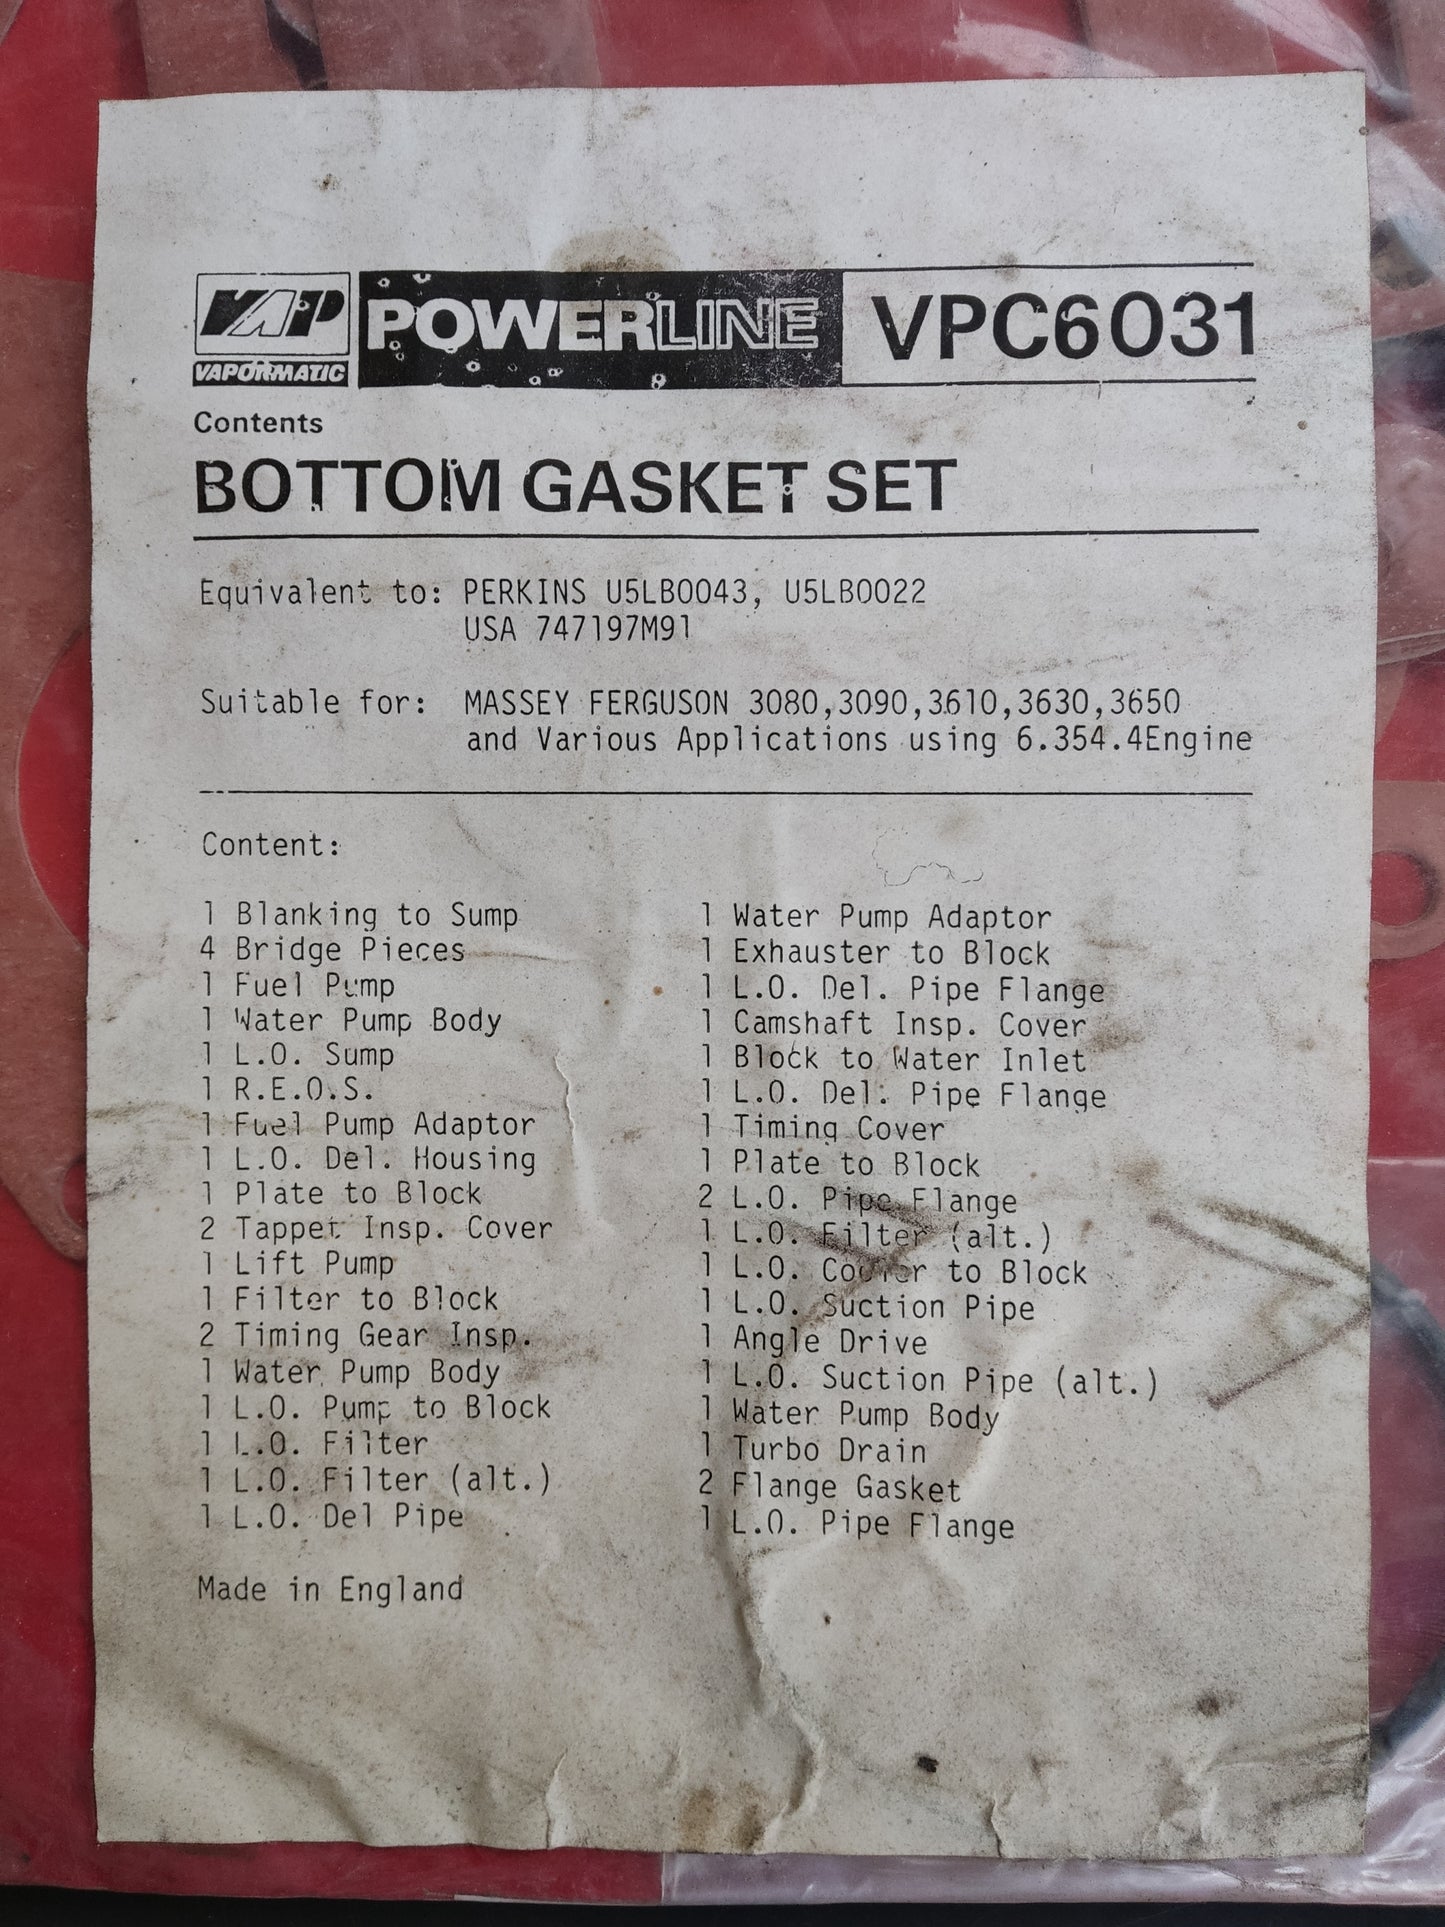 VAP POWERLINE VPC6031
VAPORMATIC
Contents
BOTTOM GASKET SET
Equivalent to: PERKINS U5LB0043, U5LB0022
USA 747197M91
Suitable for: MASSEY FERGUSON 3080,3090,3610,3630,3650
and Various Applications using 6.354.4Engine
Content:
1 Blanking to Sump
4 Bridge Pieces
1 Fuel Pump
1 Water Pump Body
1 L.O. Sump
1 R.E.O.S.
1 Fuel Pump Adaptor
1 L.O. Del. Housing
1 Plate to Block
2 Tappet Insp. Cover
1 Lift Pump
1 Filter to Block
2 Timing Gear Insp.
1 Water Pump Body
1 L.O. Pump to Block
1 L.O. Filter
1 L.O. Filter (alt.)
1 L.O. Del Pipe
1 Water Pump Adaptor
1 Exhauster to Block
1 L.O. Del. Pipe Flange
1 Camshaft Insp. Cover
1 Block to Water Inlet
1 L.O. Del. Pipe Flange
1 Timing Cover
1 Plate to Block
2 L.O. Pipe Flange
1 L.O. Filter (alt.)
1 L.O. Cooler to Block
1 L.O. Suction Pipe
1 Angle Drive
1 L.O. Suction Pipe (alt.)
1 Water Pump Body
1 Turbo Drain
2 Flange Gasket
1 L.O. Pipe Flange
Made in England